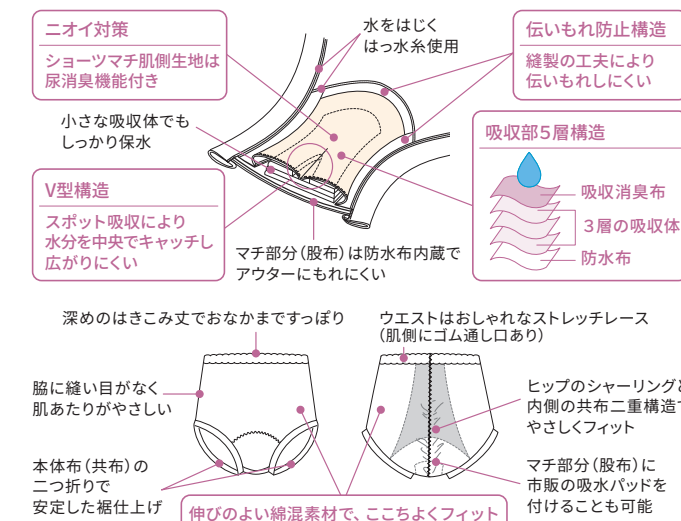 ニオイ対策
ショーツマチ肌側生地は
尿消臭機能付き
水をはじく
はっ水糸使用
伝いもれ防止構造
縫製の工夫により
伝いもれしにくい
小さな吸収体でも
しっかり保水
吸収部5層構造
吸収消臭布
3層の吸収体
防水布
V型構造
スポット吸収により
水分を中央でキャッチし
広がりにくい
マチ部分（股布）は防水布内蔵で
アウターにもれにくい
深めのはきこみ丈でおなかまですっぽり
ウエストはおしゃれなストレッチレース
（肌側にゴム通し口あり）
脇に縫い目がなく
肌あたりがやさしい
ヒップのシャーリングと
内側の共布二重構造で
やさしくフィット
本体布（共布）の
二つ折りで
安定した裾仕上げ
マチ部分（股布）に
市販の吸水パッドを
付けることも可能
伸びのよい綿混素材で、ここちよくフィット